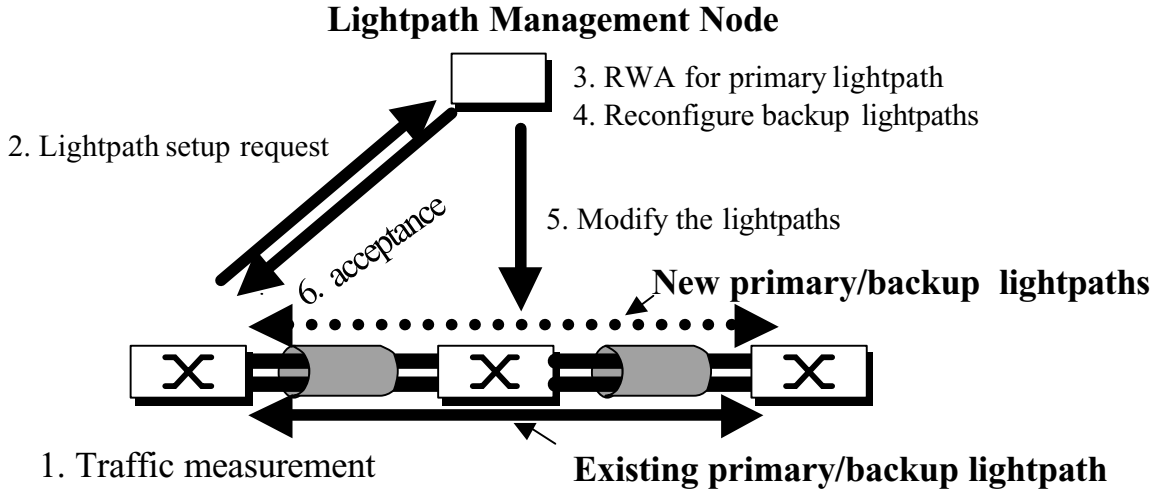 Lightpath Management Node
3. RWA for primary lightpath
4. Reconfigure backup lightpaths
2. Lightpath setup request
6. acceptance
5. Modify the lightpaths
New primary/backup lightpaths
1. Traffic measurement
Existing primary/backup lightpath